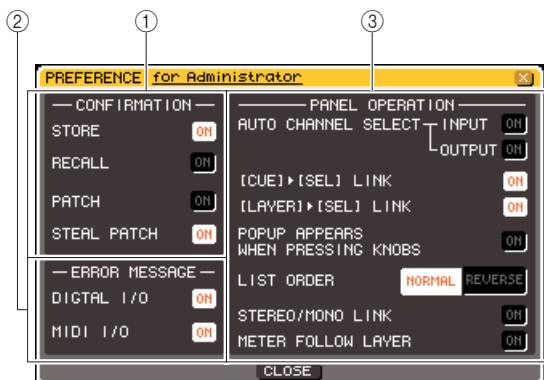 ② ① ③
PREFERENCE for Administrator
CONFIRMATION
STORE ON
RECALL ON
PATCH ON
STEAL PATCH ON
ERROR MESSAGE
DIGTAL I/O ON
MIDI I/O ON
PANEL OPERATION
AUTO CHANNEL SELECT INPUT ON
OUTPUT ON
[CUE]▸[SEL] LINK ON
[LAYER]▸[SEL] LINK ON
POPUP APPEARS
WHEN PRESSING KNOBS ON
LIST ORDER NORMAL REVERSE
STEREO/MONO LINK ON
METER FOLLOW LAYER ON
CLOSE